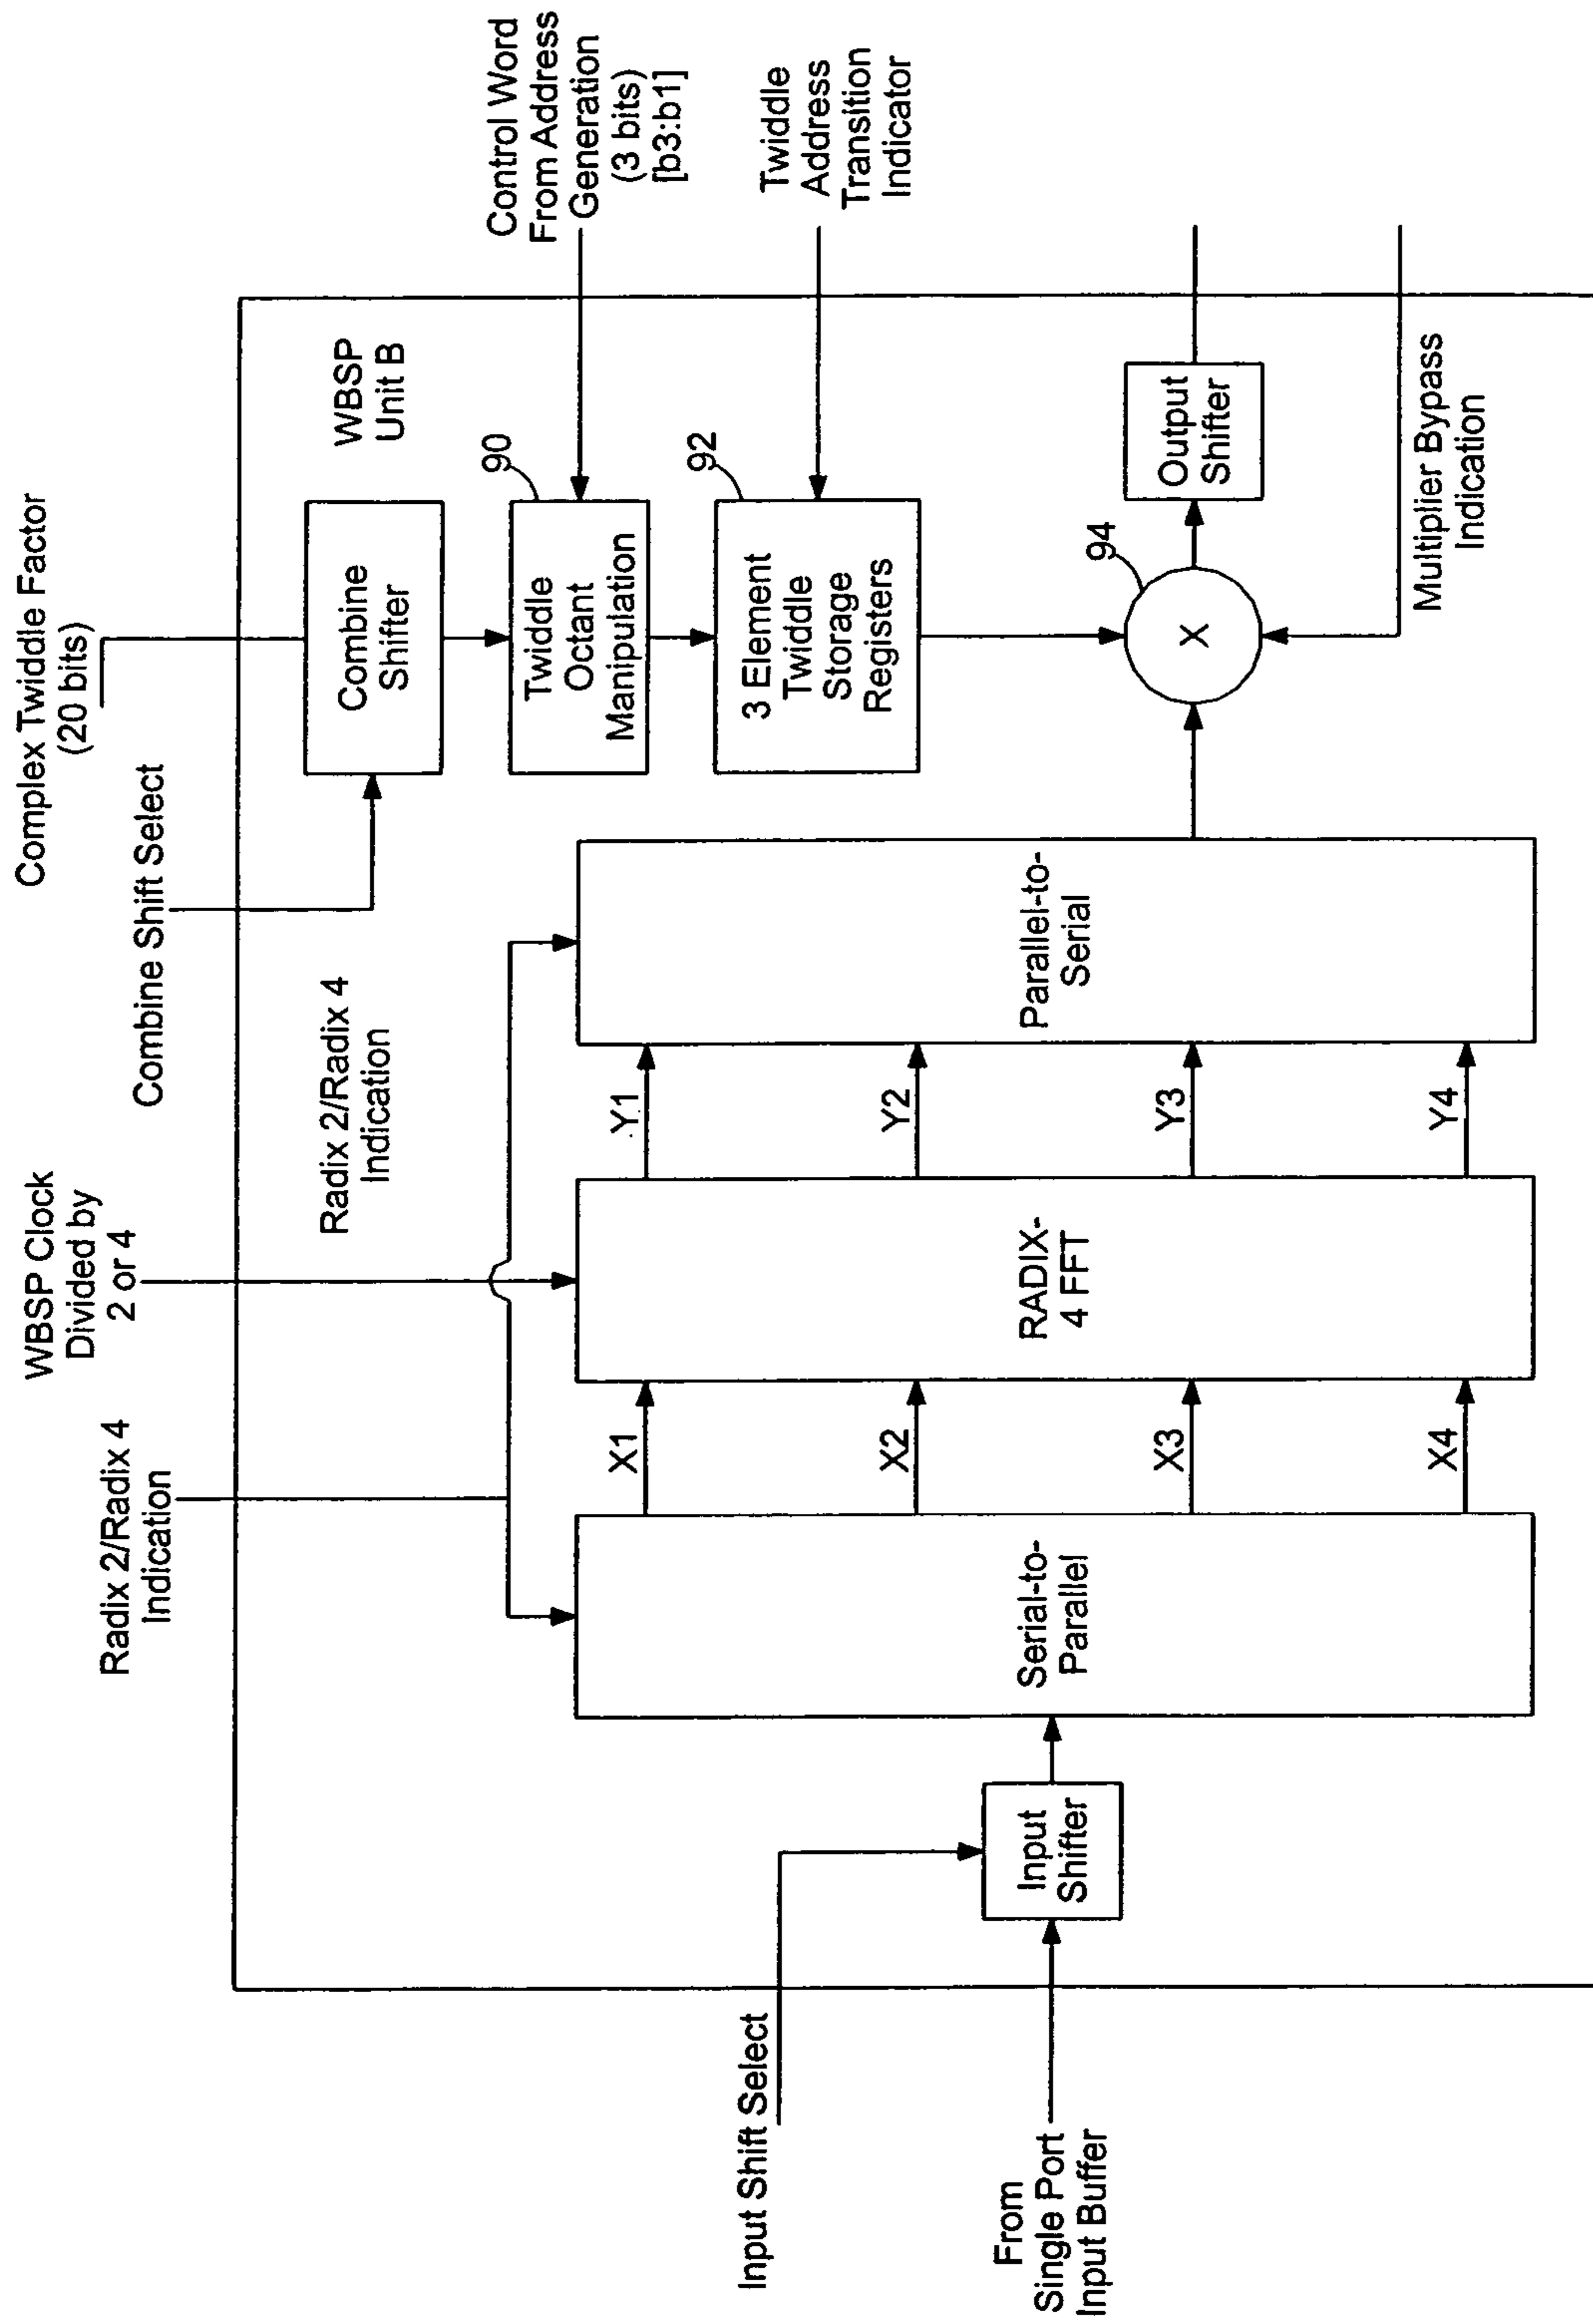 Complex Twiddle Factor
(20 bits)
Combine Shift Select
WBSP Clock
Divided by
2 or 4
Radix 2/Radix 4
Indication
Radix 2/Radix 4
Indication
Combine
Shifter
WBSP
Unit B
90
Twiddle
Octant
Manipulation
Control Word
From Address
Generation
(3 bits)
[b3:b1]
92
3 Element
Twiddle
Storage
Registers
Twiddle
Address
Transition
Indicator
Input Shift Select
From
Single Port
Input Buffer
Input
Shifter
Serial-to-
Parallel
X1
X2
X3
X4
RADIX-
4 FFT
Y1
Y2
Y3
Y4
Parallel-to-
Serial
94
X
Output
Shifter
Multiplier Bypass
Indication